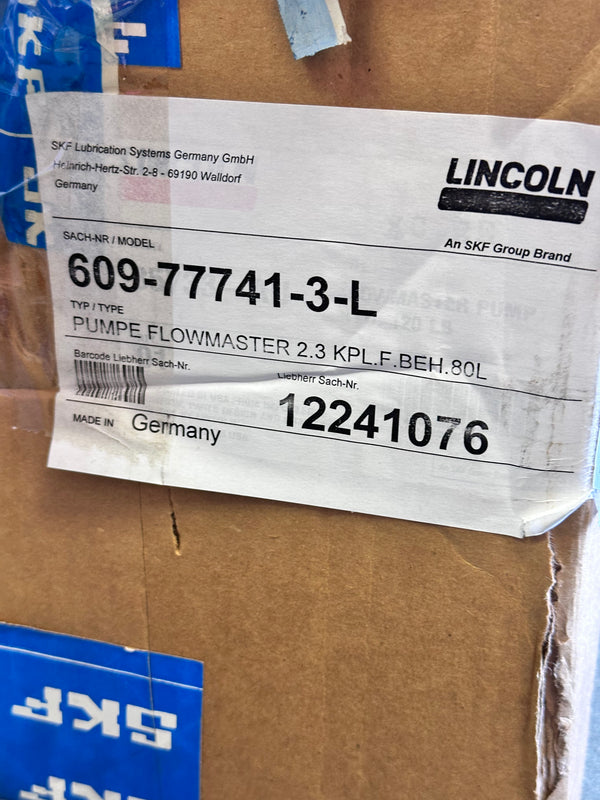 SKF Lubrication Systems Germany GmbH
Heinrich-Hertz-Str. 2-8 - 69190 Walldorf
Germany
LINCOLN
An SKF Group Brand
SACH-NR / MODEL
609-77741-3-L
TYP / TYPE
PUMPE FLOWMASTER 2.3 KPL.F.BEH.80L
Barcode Liebherr Sach-Nr.
Liebherr Sach-Nr.
12241076
MADE IN Germany
SKF